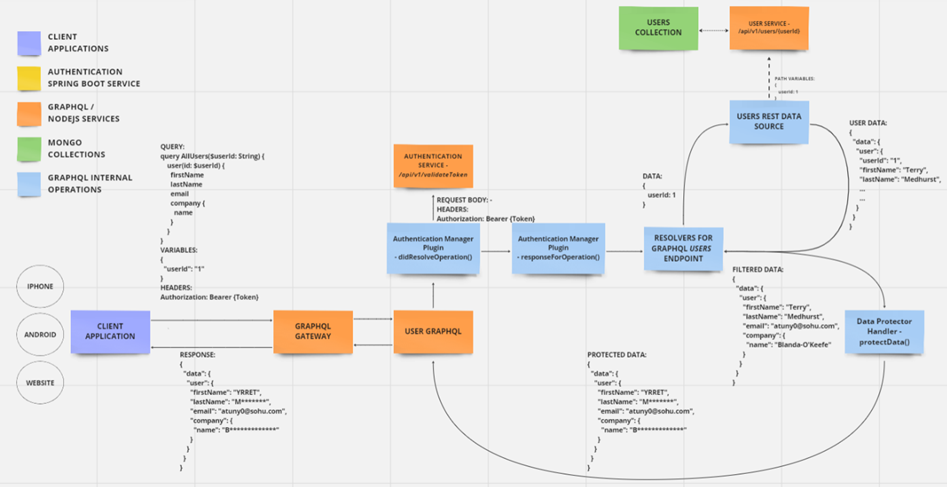 CLIENT
APPLICATIONS
AUTHENTICATION
SPRING BOOT SERVICE
GRAPHQL /
NODEJS SERVICES
MONGO
COLLECTIONS
GRAPHQL INTERNAL
OPERATIONS
IPHONE
ANDROID
WEBSITE
CLIENT
APPLICATION
QUERY:
query AllUsers($userId: String) {
user(id: $userId) {
firstName
lastName
email
company {
name
}
}
}
VARIABLES:
{
"userId": "1"
}
HEADERS:
Authorization: Bearer {Token}
RESPONSE:
{
"data": {
"user": {
"firstName": "YRRET",
"lastName": "M*******",
"email": "atuny0@sohu.com",
"company": {
"name": "B*************"
}
}
}
}
GRAPHQL
GATEWAY
USER GRAPHQL
AUTHENTICATION
SERVICE -
/api/v1/validateToken
REQUEST BODY: -
HEADERS:
Authorization: Bearer {Token}
Authentication Manager
Plugin
- didResolveOperation()
Authentication Manager
Plugin
- responseForOperation()
RESOLVERS FOR
GRAPHQL USERS
ENDPOINT
DATA:
{
userId: 1
}
USERS REST DATA
SOURCE
PATH VARIABLES:
{
userId: 1
}
USERS
COLLECTION
USER SERVICE -
/api/v1/users/{userId}
USER DATA:
{
"data": {
"user": {
"userId": "1",
"firstName": "Terry",
"lastName": "Medhurst",
...
...
}
}
}
FILTERED DATA:
{
"data": {
"user": {
"firstName": "Terry",
"lastName": "Medhurst",
"email": "atuny0@sohu.com",
"company": {
"name": "Blanda-O'Keefe"
}
}
}
}
Data Protector
Handler -
protectData()
PROTECTED DATA:
{
"data": {
"user": {
"firstName": "YRRET",
"lastName": "M*******",
"email": "atuny0@sohu.com",
"company": {
"name": "B*************"
}
}
}
}